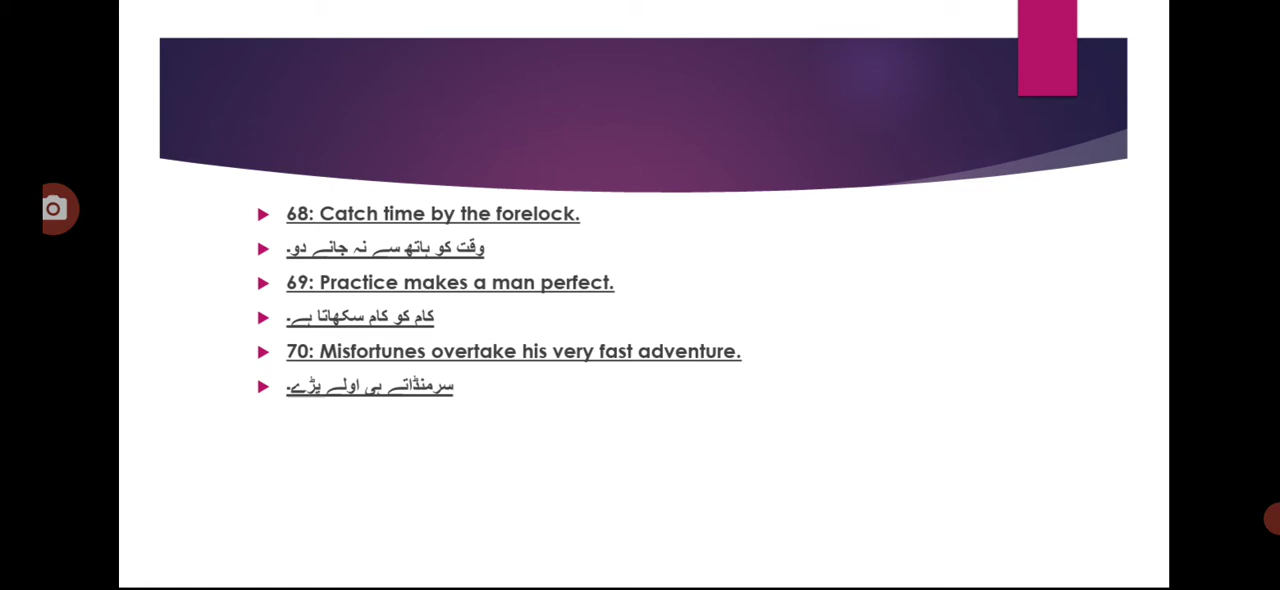 68: Catch time by the forelock.
وقت کو ہاتھ سے نہ جانے دو۔
69: Practice makes a man perfect.
کام کو کام سکھاتا ہے۔
70: Misfortunes overtake his very fast adventure.
سرمنڈاتے ہی اولے پڑے۔